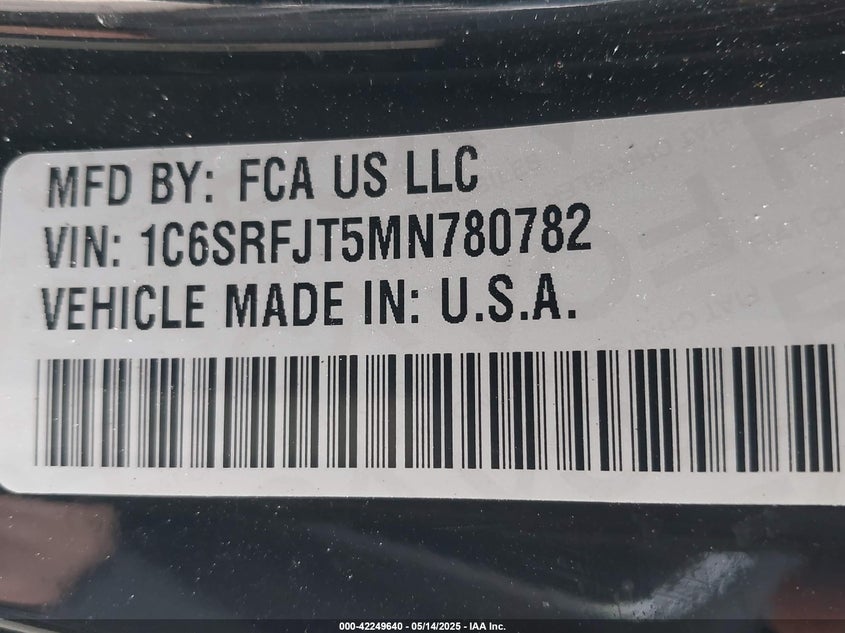 MFD BY: FCA US LLC
VIN: 1C6SRFJT5MN780782
VEHICLE MADE IN: U.S.A.
000-42249640 - 05/14/2025 - IAA Inc.